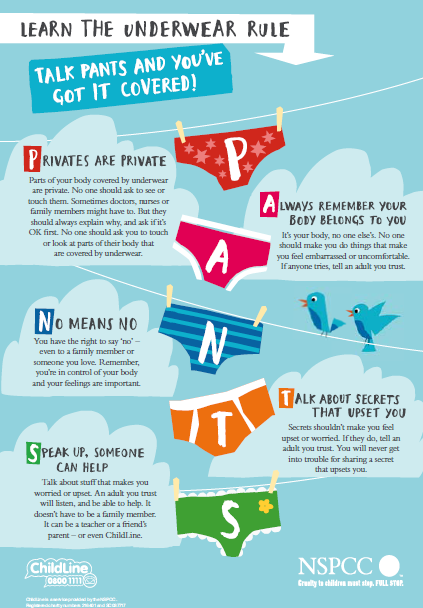 LEARN THE UNDERWEAR RULE
TALK PANTS AND YOU'VE
GOT IT COVERED!
P
PRIVATES ARE PRIVATE
Parts of your body covered by underwear
are private. No one should ask to see or
touch them. Sometimes doctors, nurses or
family members might have to. But they
should always explain why, and ask if it's
OK first. No one should ask you to touch
or look at parts of their body that
are covered by underwear.
A
ALWAYS REMEMBER YOUR
BODY BELONGS TO YOU
It's your body, no one else's. No one
should make you do things that make
you feel embarrassed or uncomfortable.
If anyone tries, tell an adult you trust.
N
NO MEANS NO
You have the right to say 'no' –
even to a family member or
someone you love. Remember,
you're in control of your body
and your feelings are important.
T
TALK ABOUT SECRETS
THAT UPSET YOU
Secrets shouldn't make you feel
upset or worried. If they do, tell an
adult you trust. You will never get
into trouble for sharing a secret
that upsets you.
S
SPEAK UP, SOMEONE
CAN HELP
Talk about stuff that makes you
worried or upset. An adult you trust
will listen, and be able to help. It
doesn't have to be a family member.
It can be a teacher or a friend's
parent – or even ChildLine.
ChildLine
0800 1111
NSPCC
Cruelty to children must stop. FULL STOP.